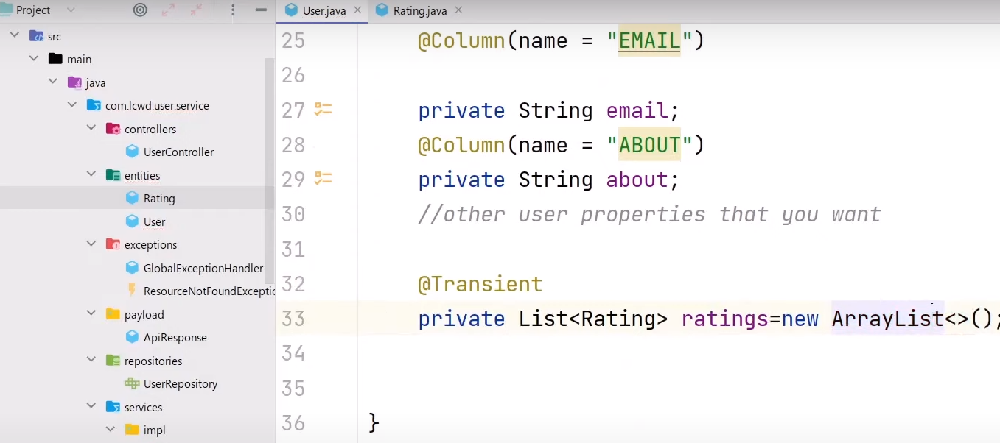 Project
src
main
java
com.lcwd.user.service
controllers
UserController
entities
Rating
User
exceptions
GlobalExceptionHandler
ResourceNotFoundExceptio
payload
ApiResponse
repositories
UserRepository
services
impl
User.java
Rating.java
25 @Column(name = "EMAIL")
26
27 private String email;
28 @Column(name = "ABOUT")
29 private String about;
30 //other user properties that you want
31
32 @Transient
33 private List<Rating> ratings=new ArrayList<>();
34
35
36 }